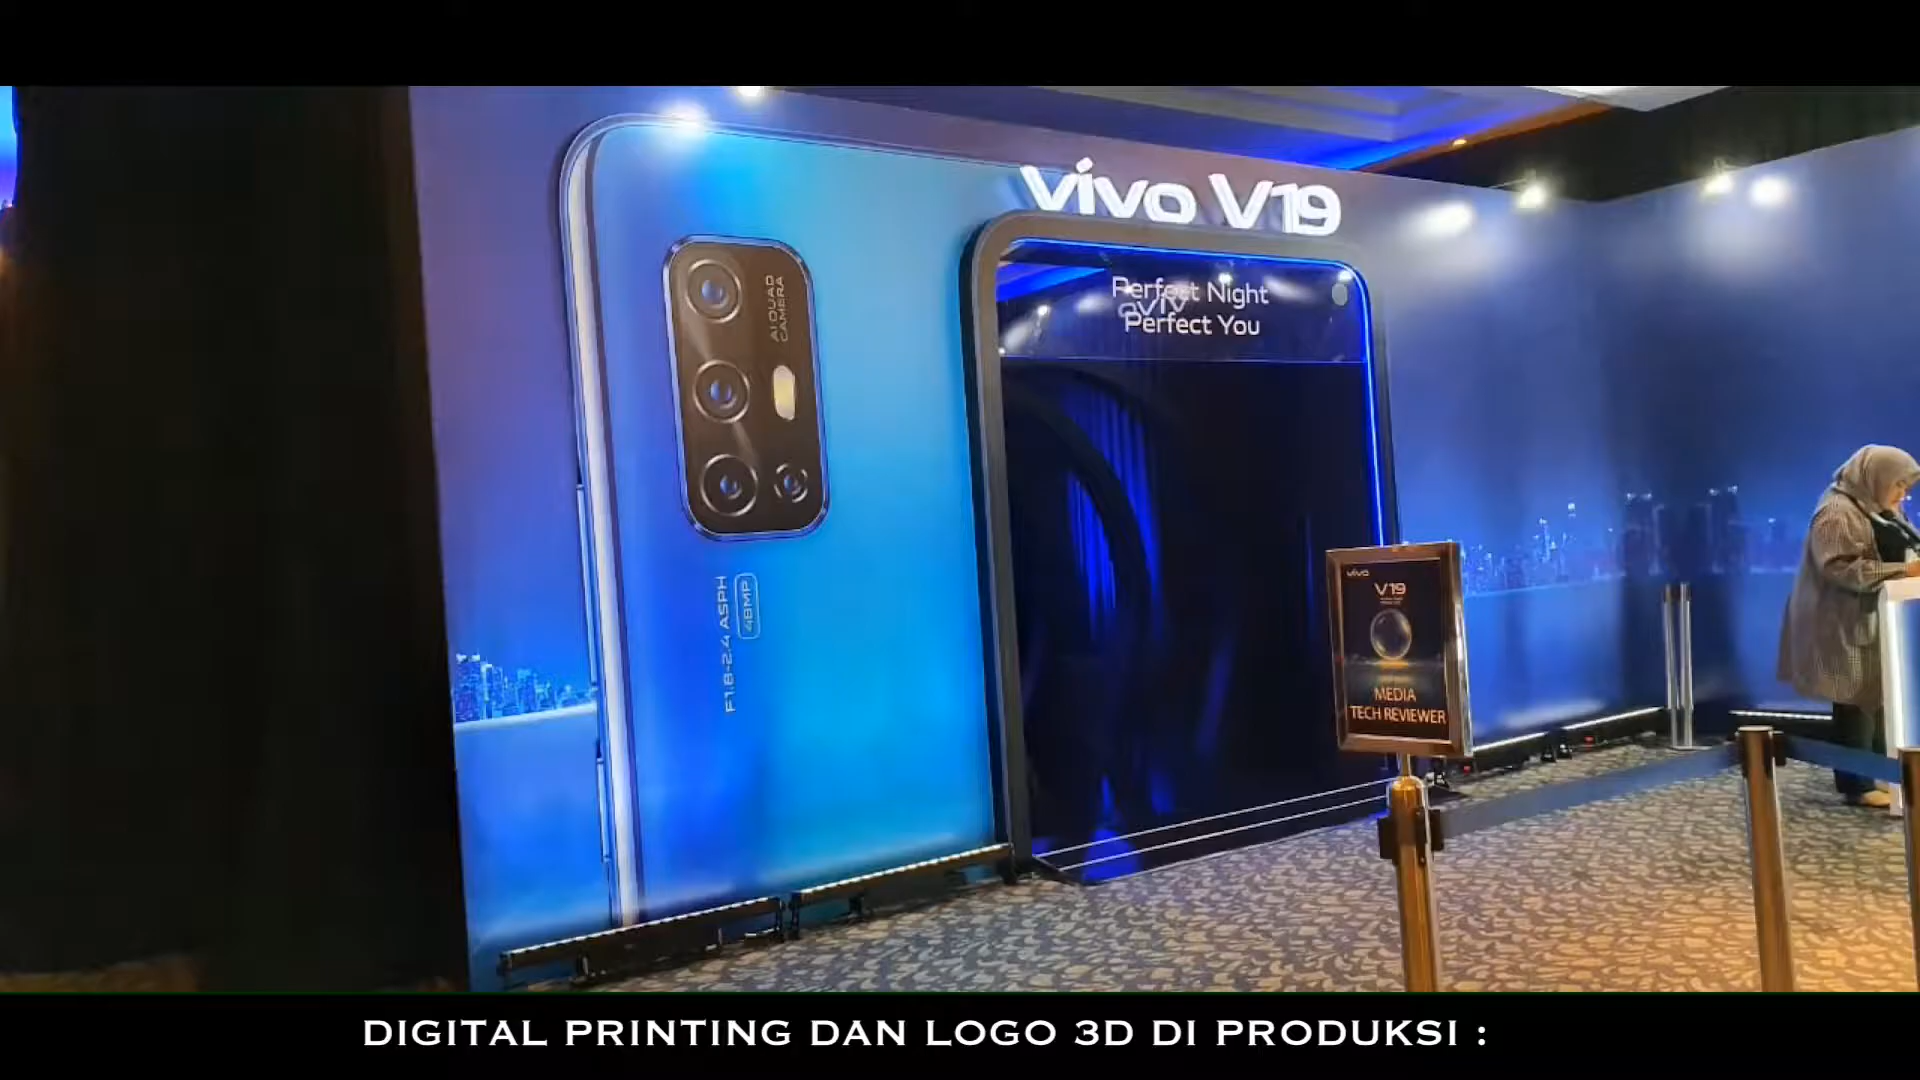 vivo V19
AI QUAD
CAMERA
Perfect Night
Perfect You
vivo
F1.8-2.4 ASPH
48MP
vivo
V19
MEDIA
TECH REVIEWER
DIGITAL PRINTING DAN LOGO 3D DI PRODUKSI :